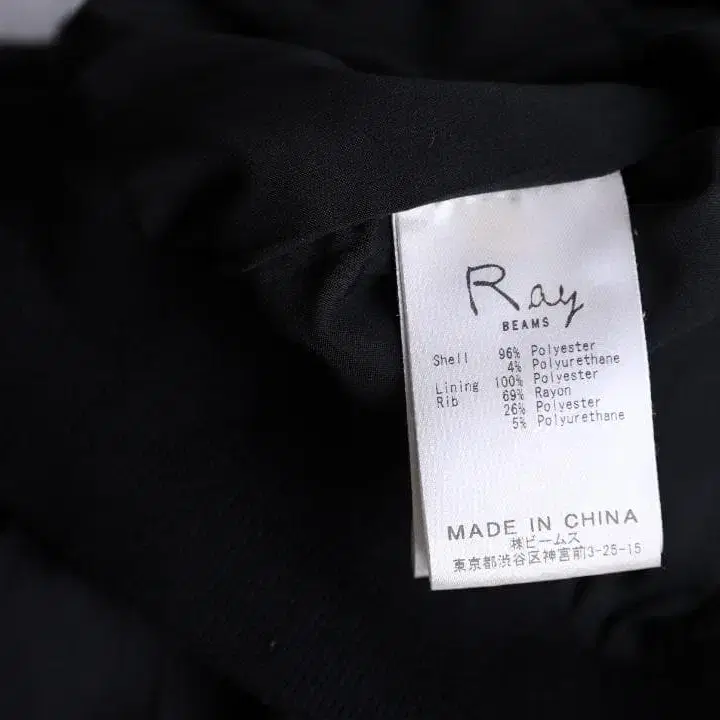 Ray
BEAMS
Shell 96% Polyester
4% Polyurethane
Lining 100% Polyester
Rib 69% Rayon
26% Polyester
5% Polyurethane
MADE IN CHINA
㈱ビームス
東京都渋谷区神宮前3-25-15